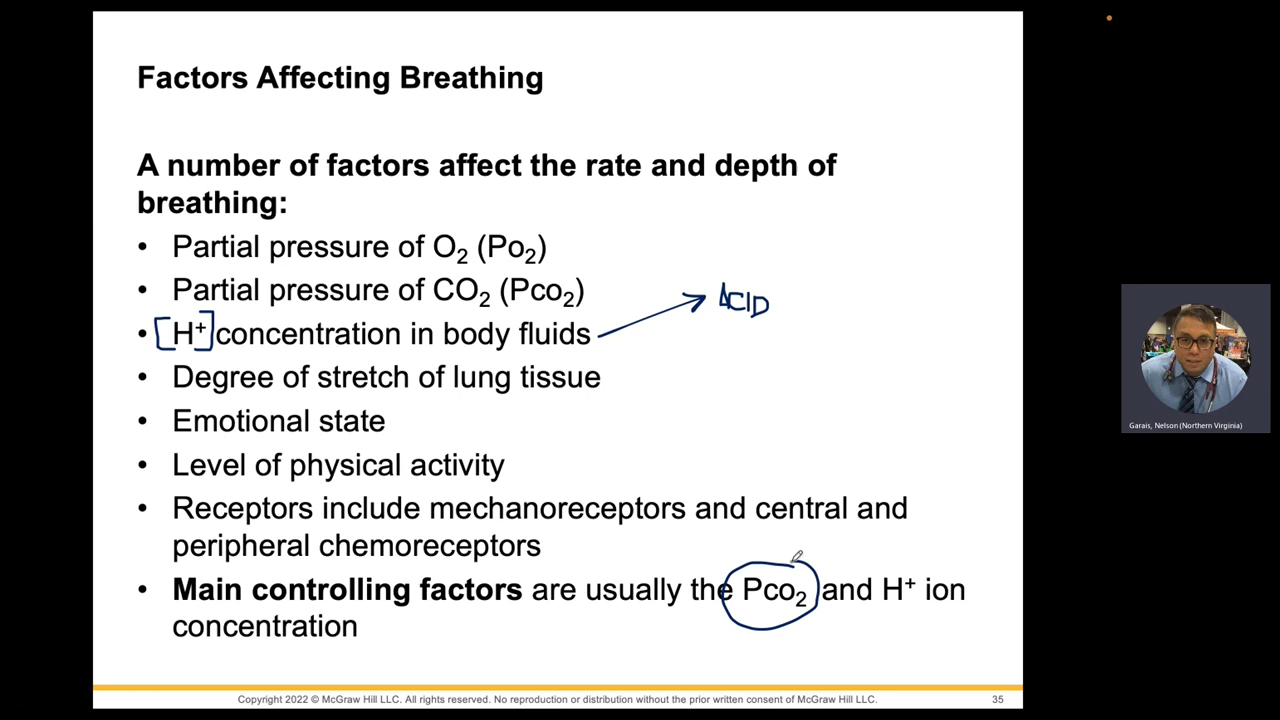 Factors Affecting Breathing
A number of factors affect the rate and depth of
breathing:
• Partial pressure of O₂ (Po₂)
• Partial pressure of CO₂ (Pco₂)
ACID
• [H⁺] concentration in body fluids
• Degree of stretch of lung tissue
• Emotional state
• Level of physical activity
• Receptors include mechanoreceptors and central and
peripheral chemoreceptors
• Main controlling factors are usually the Pco₂ and H⁺ ion
concentration
Garais, Nelson (Northern Virginia)
Copyright 2022 © McGraw Hill LLC. All rights reserved. No reproduction or distribution without the prior written consent of McGraw Hill LLC.
35